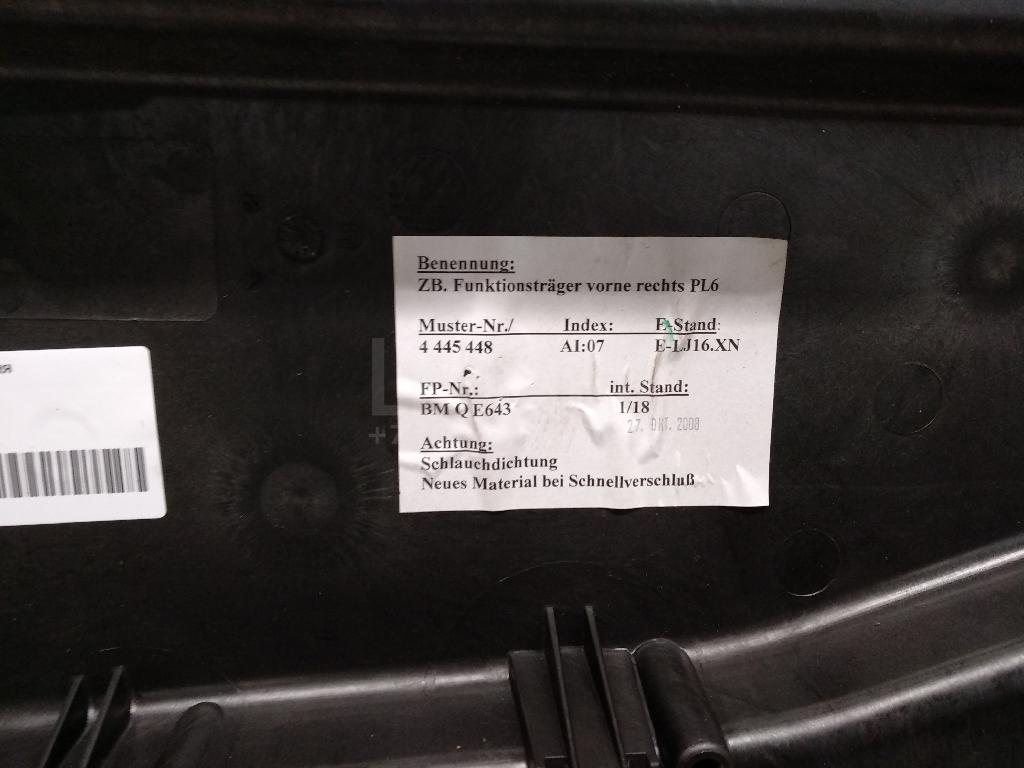 Benennung:
ZB. Funktionsträger vorne rechts PL6
Muster-Nr./ Index: E-Stand:
4 445 448 AI:07 E-LJ16.XN
FP-Nr.: int. Stand:
BM Q E643 1/18
27. OKT. 2008
Achtung:
Schlauchdichtung
Neues Material bei Schnellverschluß